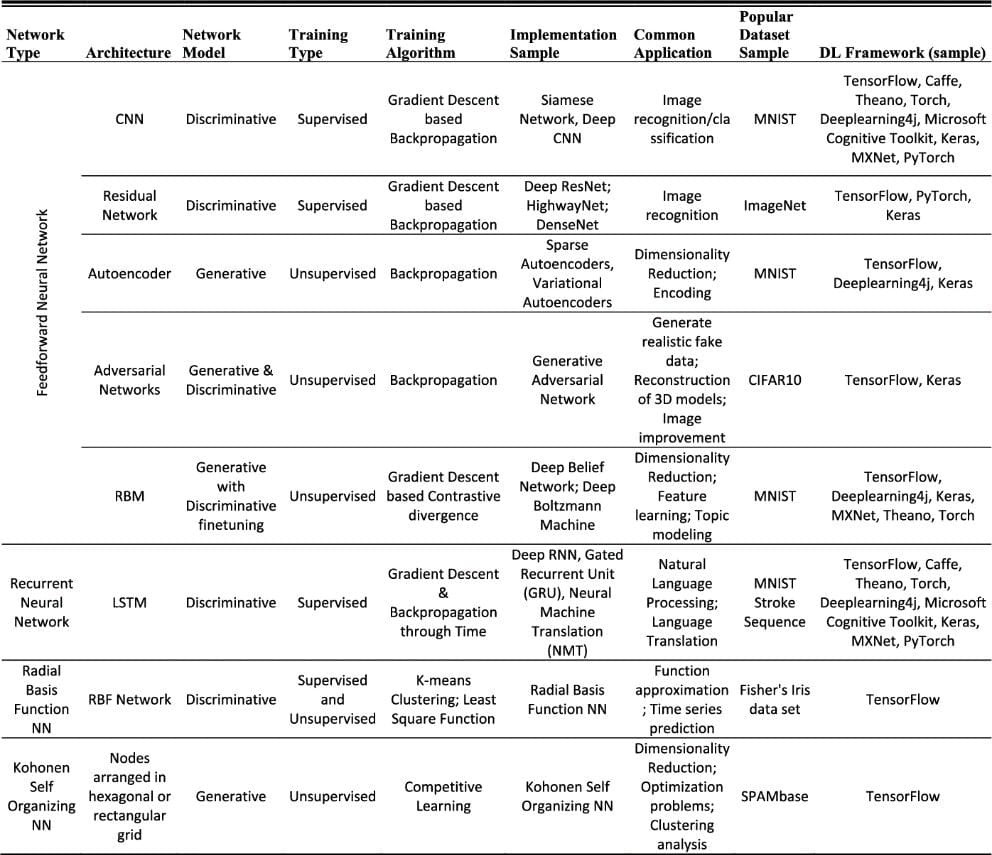 Network Type
Architecture
Network Model
Training Type
Training Algorithm
Implementation Sample
Common Application
Popular Dataset Sample
DL Framework (sample)
Feedforward Neural Network
CNN
Discriminative
Supervised
Gradient Descent
based
Backpropagation
Siamese
Network, Deep
CNN
Image
recognition/cla
ssification
MNIST
TensorFlow, Caffe,
Theano, Torch,
Deeplearning4j, Microsoft
Cognitive Toolkit, Keras,
MXNet, PyTorch
Residual
Network
Discriminative
Supervised
Gradient Descent
based
Backpropagation
Deep ResNet;
HighwayNet;
DenseNet
Image
recognition
ImageNet
TensorFlow, PyTorch,
Keras
Autoencoder
Generative
Unsupervised
Backpropagation
Sparse
Autoencoders,
Variational
Autoencoders
Dimensionality
Reduction;
Encoding
MNIST
TensorFlow,
Deeplearning4j, Keras
Adversarial
Networks
Generative &
Discriminative
Unsupervised
Backpropagation
Generative
Adversarial
Network
Generate
realistic fake
data;
Reconstruction
of 3D models;
Image
improvement
CIFAR10
TensorFlow, Keras
RBM
Generative
with
Discriminative
finetuning
Unsupervised
Gradient Descent
based Contrastive
divergence
Deep Belief
Network; Deep
Boltzmann
Machine
Dimensionality
Reduction;
Feature
learning; Topic
modeling
MNIST
TensorFlow,
Deeplearning4j, Keras,
MXNet, Theano, Torch
Recurrent
Neural
Network
LSTM
Discriminative
Supervised
Gradient Descent
&
Backpropagation
through Time
Deep RNN, Gated
Recurrent Unit
(GRU), Neural
Machine
Translation
(NMT)
Natural
Language
Processing;
Language
Translation
MNIST
Stroke
Sequence
TensorFlow, Caffe,
Theano, Torch,
Deeplearning4j, Microsoft
Cognitive Toolkit, Keras,
MXNet, PyTorch
Radial
Basis
Function
NN
RBF Network
Discriminative
Supervised
and
Unsupervised
K-means
Clustering; Least
Square Function
Radial Basis
Function NN
Function
approximation
; Time series
prediction
Fisher's Iris
data set
TensorFlow
Kohonen
Self
Organizing
NN
Nodes
arranged in
hexagonal or
rectangular
grid
Generative
Unsupervised
Competitive
Learning
Kohonen Self
Organizing NN
Dimensionality
Reduction;
Optimization
problems;
Clustering
analysis
SPAMbase
TensorFlow